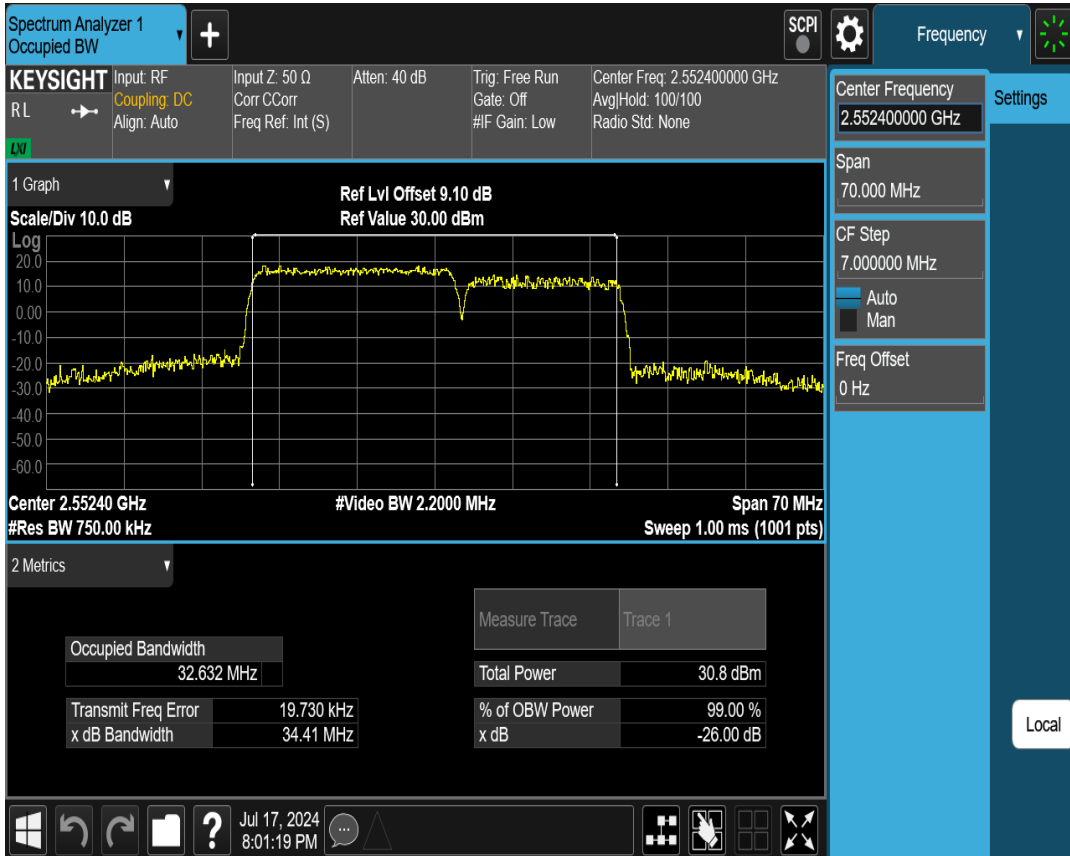 Spectrum Analyzer 1
Occupied BW
+
SCPI
Frequency
KEYSIGHT
RL
LXI
Input: RF
Coupling: DC
Align: Auto
Input Z: 50 Ω
Corr CCorr
Freq Ref: Int (S)
Atten: 40 dB
Trig: Free Run
Gate: Off
#IF Gain: Low
Center Freq: 2.552400000 GHz
Avg|Hold: 100/100
Radio Std: None
Center Frequency
2.552400000 GHz
Settings
Span
70.000 MHz
CF Step
7.000000 MHz
Auto
Man
Freq Offset
0 Hz
Local
1 Graph
Scale/Div 10.0 dB
Ref Lvl Offset 9.10 dB
Ref Value 30.00 dBm
Log
20.0
10.0
0.00
-10.0
-20.0
-30.0
-40.0
-50.0
-60.0
Center 2.55240 GHz
#Video BW 2.2000 MHz
Span 70 MHz
#Res BW 750.00 kHz
Sweep 1.00 ms (1001 pts)
2 Metrics
Measure Trace Trace 1
Occupied Bandwidth
32.632 MHz
Total Power 30.8 dBm
Transmit Freq Error 19.730 kHz
% of OBW Power 99.00 %
x dB Bandwidth 34.41 MHz
x dB -26.00 dB
?
Jul 17, 2024
8:01:19 PM